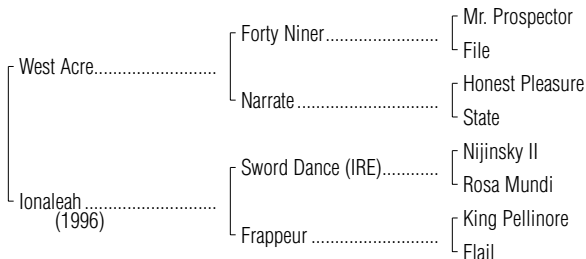 Mr. Prospector
Forty Niner..........................
File
West Acre............................
Honest Pleasure
Narrate.................................
State
Nijinsky II
Sword Dance (IRE)............
Rosa Mundi
Ionaleah..............................
(1996)
King Pellinore
Frappeur..............................
Flail